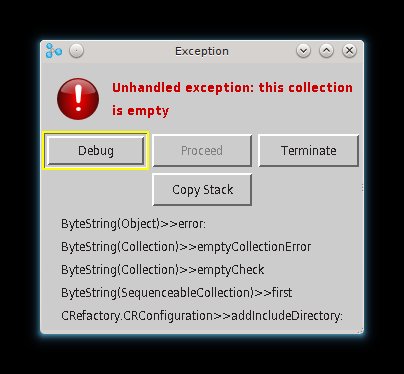 Exception
Unhandled exception: this collection
is empty
Debug Proceed Terminate
Copy Stack
ByteString(Object)>>error:
ByteString(Collection)>>emptyCollectionError
ByteString(Collection)>>emptyCheck
ByteString(SequenceableCollection)>>first
CRefactory.CRConfiguration>>addIncludeDirectory: